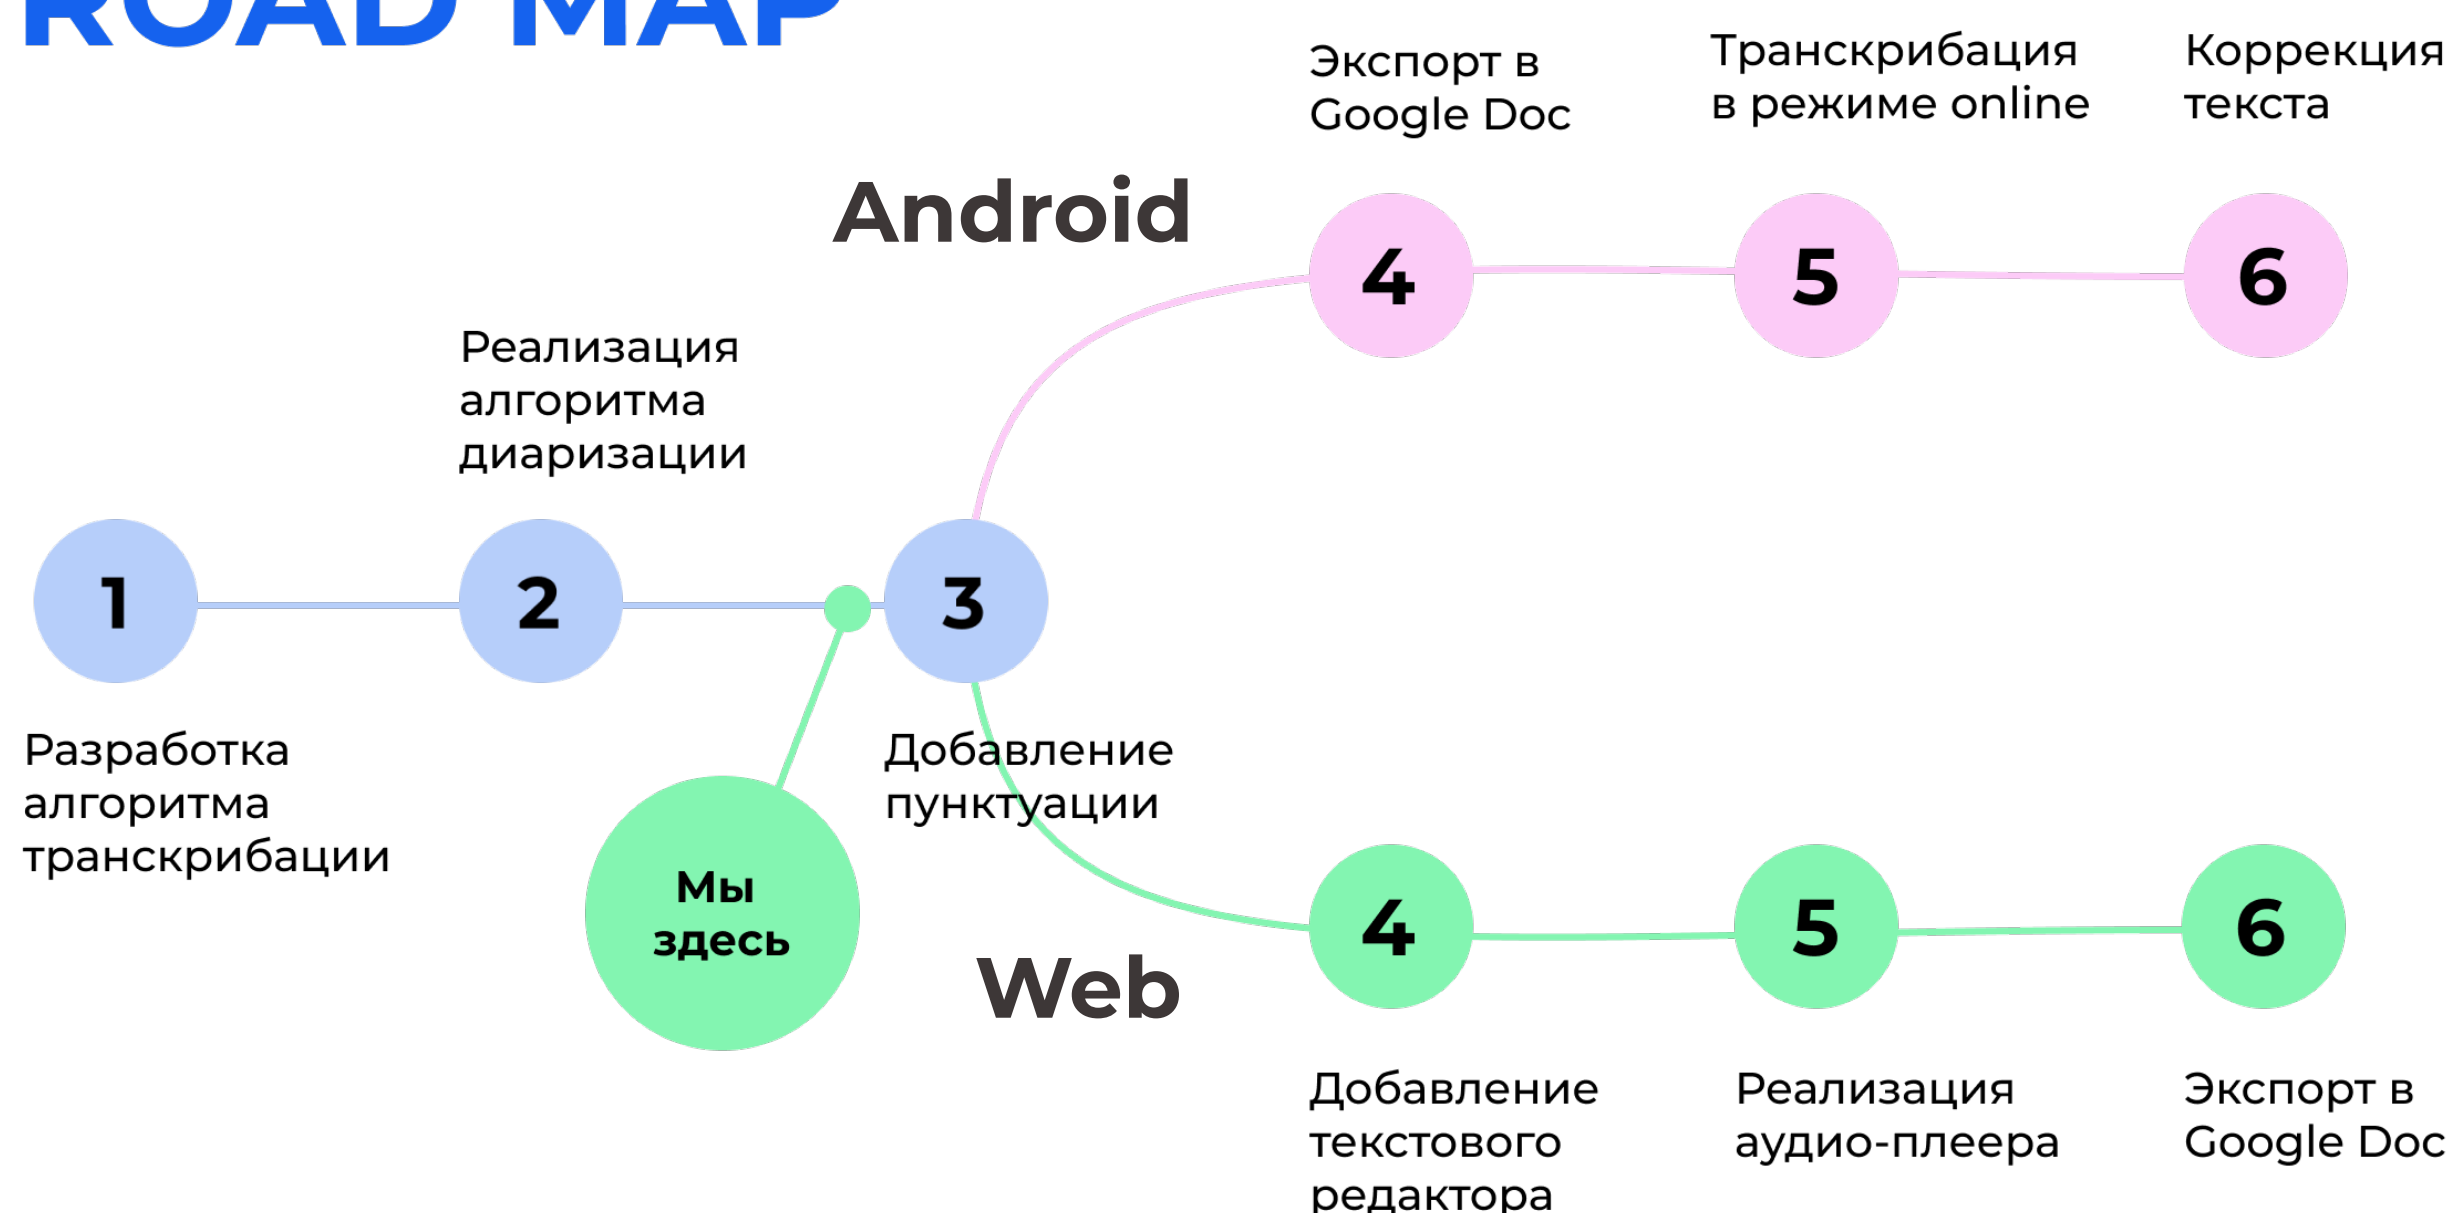 ROAD MAP
Экспорт в
Google Doc
Транскрибация
в режиме online
Коррекция
текста
Android
4
5
6
Реализация
алгоритма
диаризации
1
2
3
Разработка
алгоритма
транскрибации
Добавление
пунктуации
Мы
здесь
Web
4
5
6
Добавление
текстового
редактора
Реализация
аудио-плеера
Экспорт в
Google Doc